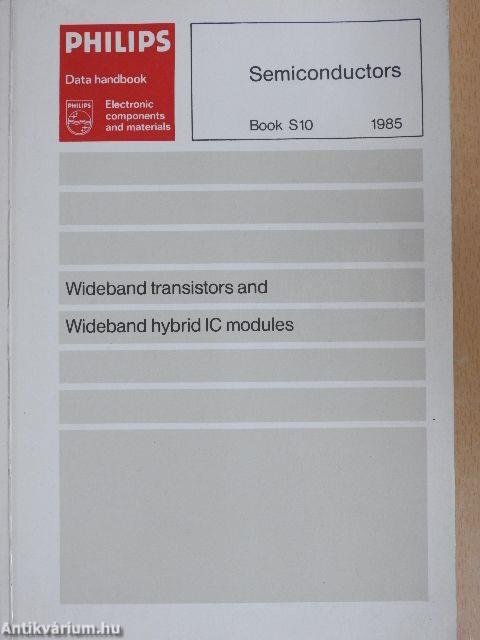 PHILIPS
Data handbook
PHILIPS
Electronic
components
and materials
Semiconductors
Book S10 1985
Wideband transistors and
Wideband hybrid IC modules
Antikvárium.hu